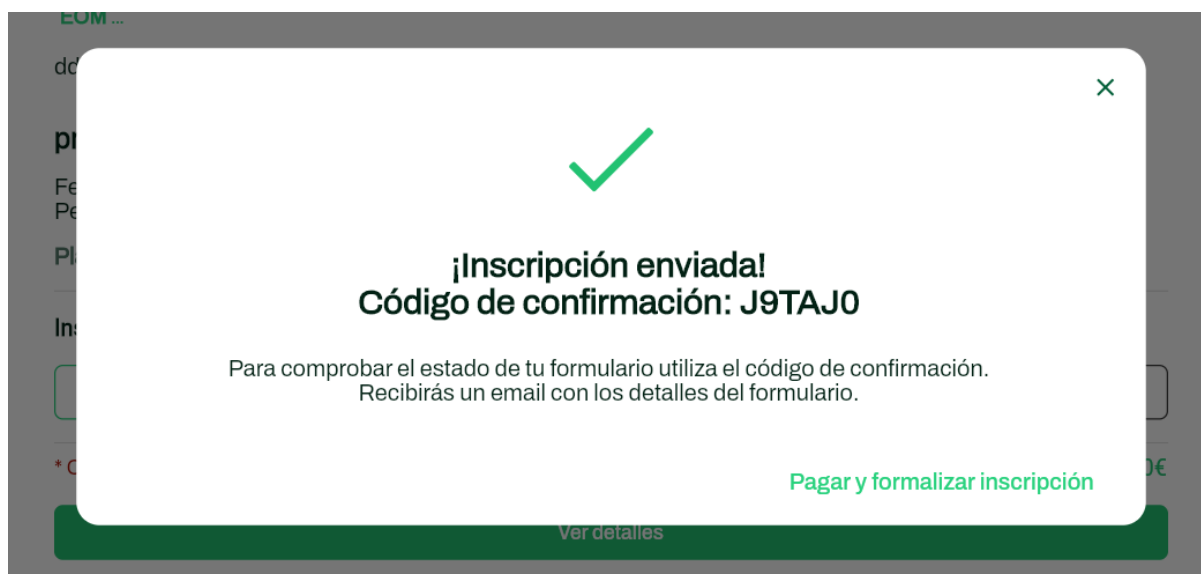 EOM ...
¡Inscripción enviada!
Código de confirmación: J9TAJ0
Para comprobar el estado de tu formulario utiliza el código de confirmación.
Recibirás un email con los detalles del formulario.
Pagar y formalizar inscripción
Ver detalles